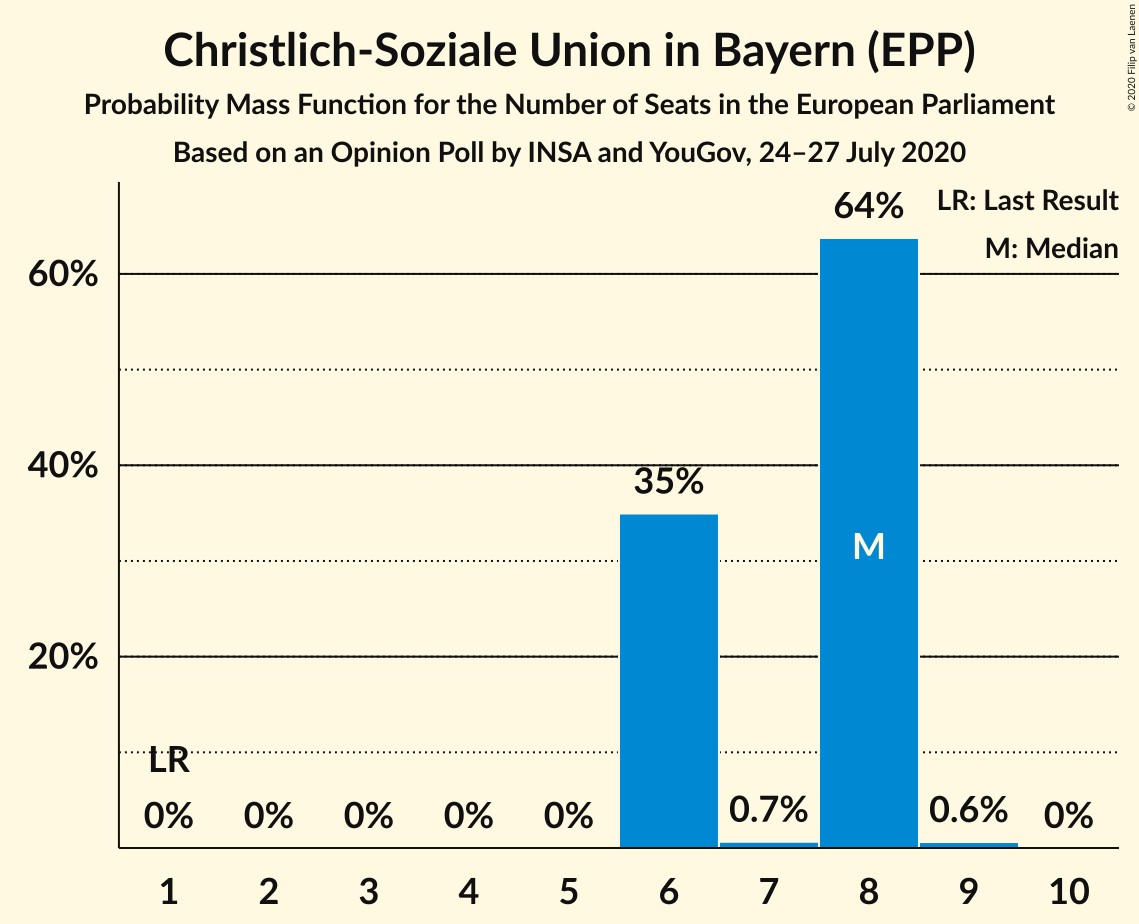 Christlich-Soziale Union in Bayern (EPP)
Probability Mass Function for the Number of Seats in the European Parliament
Based on an Opinion Poll by INSA and YouGov, 24–27 July 2020
© 2020 Filip van Laenen
LR: Last Result
M: Median
64%
60%
40%
35%
M
20%
LR
0% 0% 0% 0% 0% 0.7% 0.6% 0%
1 2 3 4 5 6 7 8 9 10